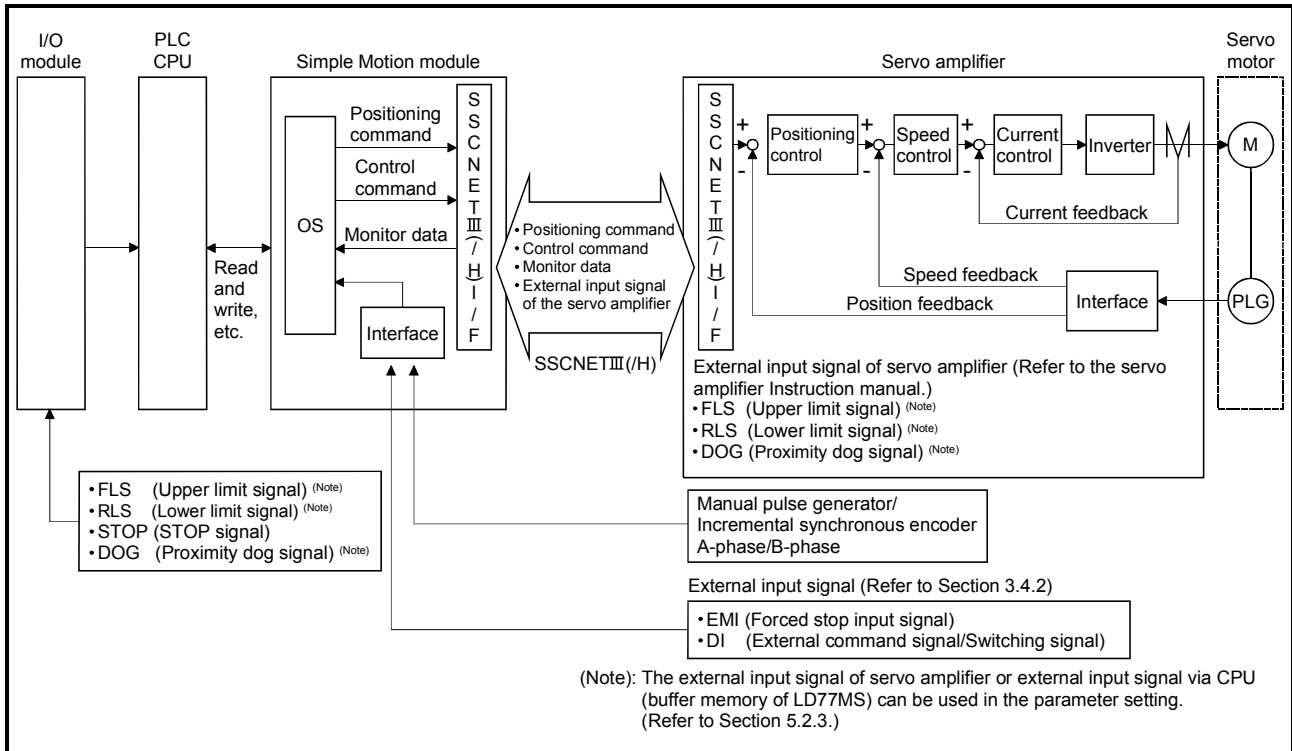 I/O
module
PLC
CPU
Simple Motion module
Servo amplifier
Servo
motor
OS
Positioning
command
Control
command
Monitor data
Interface
SSCNETⅢ(/H)I/F
Read
and
write,
etc.
• Positioning command
• Control command
• Monitor data
• External input signal
of the servo amplifier
SSCNETⅢ(/H)
SSCNETⅢ(/H)I/F
+
-
Positioning
control
+
-
Speed
control
+
-
Current
control
Inverter
M
Current feedback
Speed feedback
Position feedback
Interface
PLG
External input signal of servo amplifier (Refer to the servo
amplifier Instruction manual.)
• FLS (Upper limit signal) (Note)
• RLS (Lower limit signal) (Note)
• DOG (Proximity dog signal) (Note)
• FLS (Upper limit signal) (Note)
• RLS (Lower limit signal) (Note)
• STOP (STOP signal)
• DOG (Proximity dog signal) (Note)
Manual pulse generator/
Incremental synchronous encoder
A-phase/B-phase
External input signal (Refer to Section 3.4.2)
• EMI (Forced stop input signal)
• DI (External command signal/Switching signal)
(Note): The external input signal of servo amplifier or external input signal via CPU
(buffer memory of LD77MS) can be used in the parameter setting.
(Refer to Section 5.2.3.)